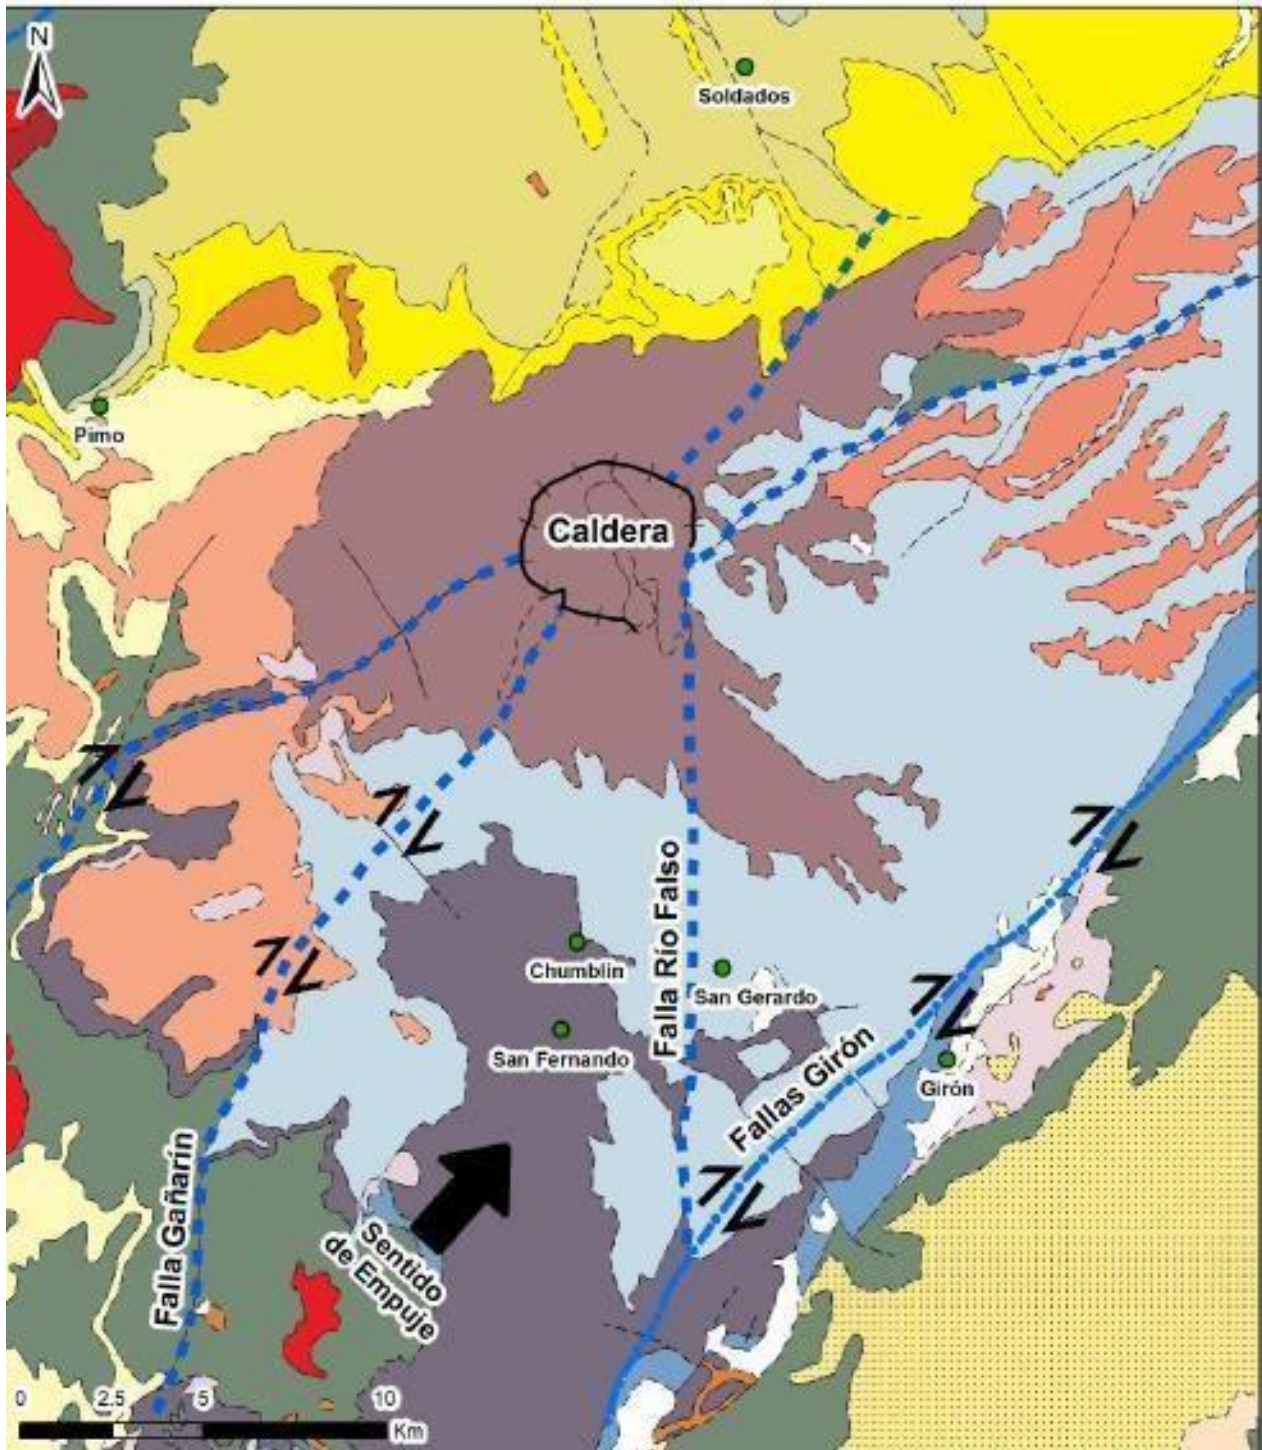 N
Soldados
Pimo
Caldera
Chumblin
San Fernando
San Gerardo
Girón
Falla Río Falso
Fallas Girón
Falla Gañarín
Sentido
de Empuje
0 2.5 5 10
Km